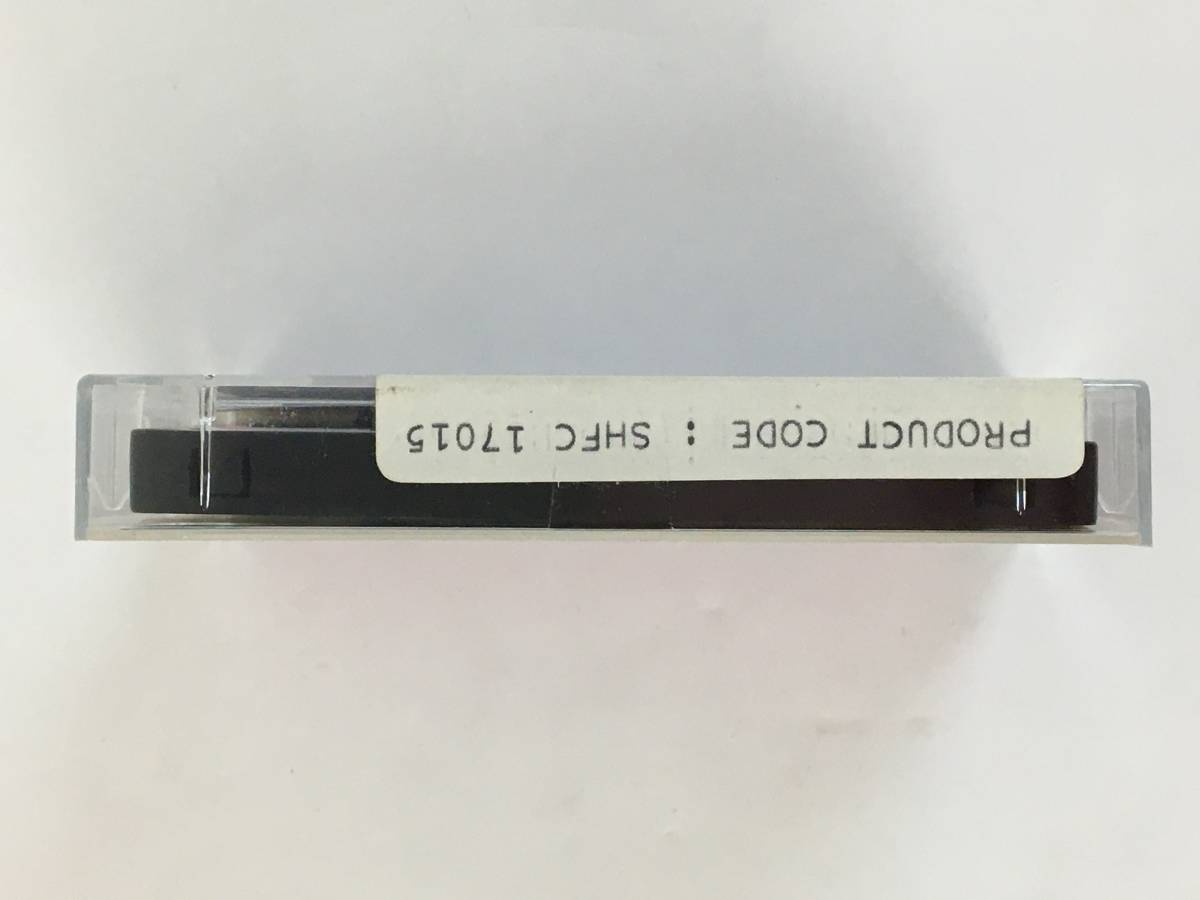 PRODUCT CODE : SHFC 17015